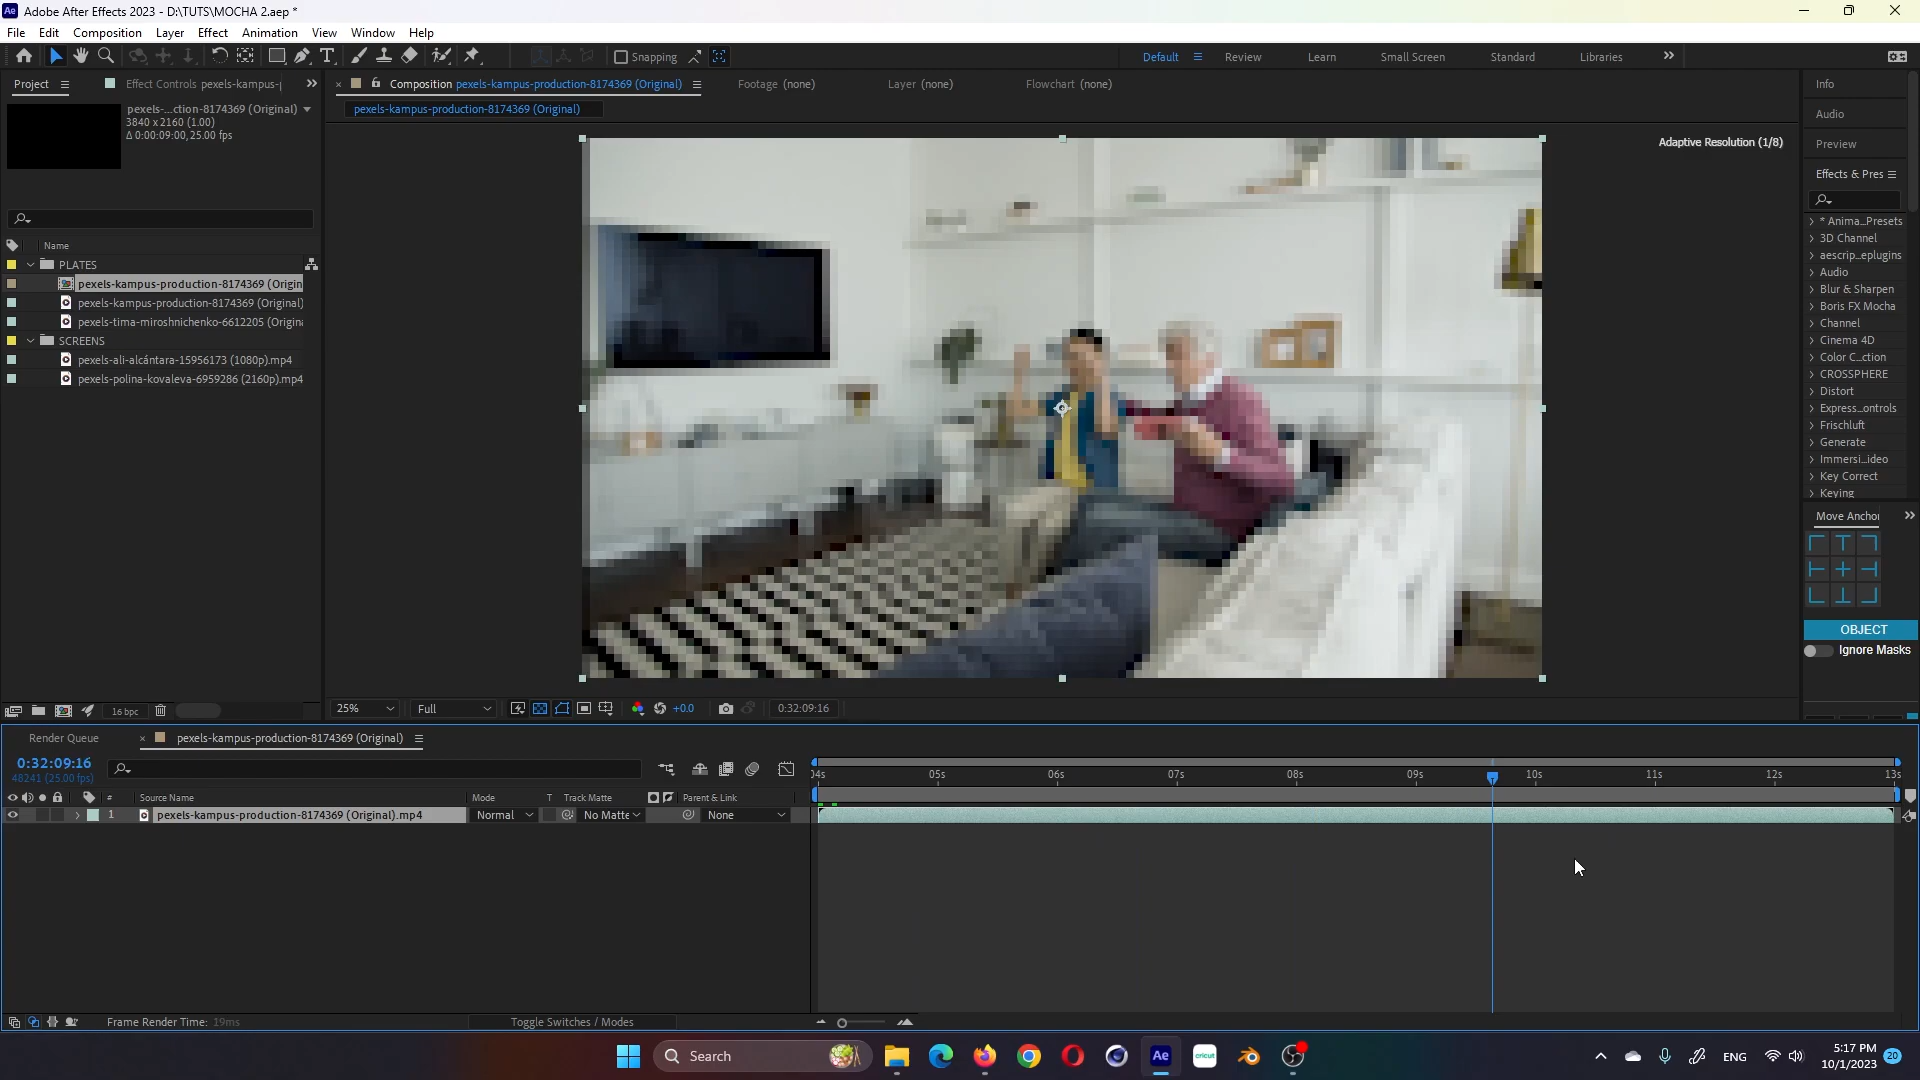 Adobe After Effects 2023 - D:\TUTS\MOCHA 2.aep *
File Edit Composition Layer Effect Animation View Window Help
Snapping
Default Review Learn Small Screen Standard Libraries
Project Effect Controls pexels-kampus-
Composition pexels-kampus-production-8174369 (Original)
Footage (none) Layer (none) Flowchart (none)
pexels-kampus-production-8174369 (Original)
pexels-...ction-8174369 (Original)
3840 x 2160 (1.00)
Δ 0:00:09:00, 25.00 fps
Adaptive Resolution (1/8)
Name
PLATES
pexels-kampus-production-8174369 (Origin
pexels-kampus-production-8174369 (Original)
pexels-tima-miroshnichenko-6612205 (Origina
SCREENS
pexels-ali-alcántara-15956173 (1080p).mp4
pexels-polina-kovaleva-6959286 (2160p).mp4
16 bpc
25% Full +0.0 0:32:09:16
Info
Audio
Preview
Effects & Pres
* Anima...Presets
3D Channel
aescrip...eplugins
Audio
Blur & Sharpen
Boris FX Mocha
Channel
Cinema 4D
Color C...ction
CROSSPHERE
Distort
Express...ontrols
Frischluft
Generate
Immersi...ideo
Key Correct
Keying
Move Anchor
OBJECT
Ignore Masks
Render Queue
pexels-kampus-production-8174369 (Original)
0:32:09:16
48241 (25.00 fps)
04s 05s 06s 07s 08s 09s 10s 11s 12s 13s
# Source Name Mode T Track Matte Parent & Link
1 pexels-kampus-production-8174369 (Original).mp4 Normal No Matte None
Frame Render Time: 19ms
Toggle Switches / Modes
Search
Ae
cricut
ENG
5:17 PM
10/1/2023
20